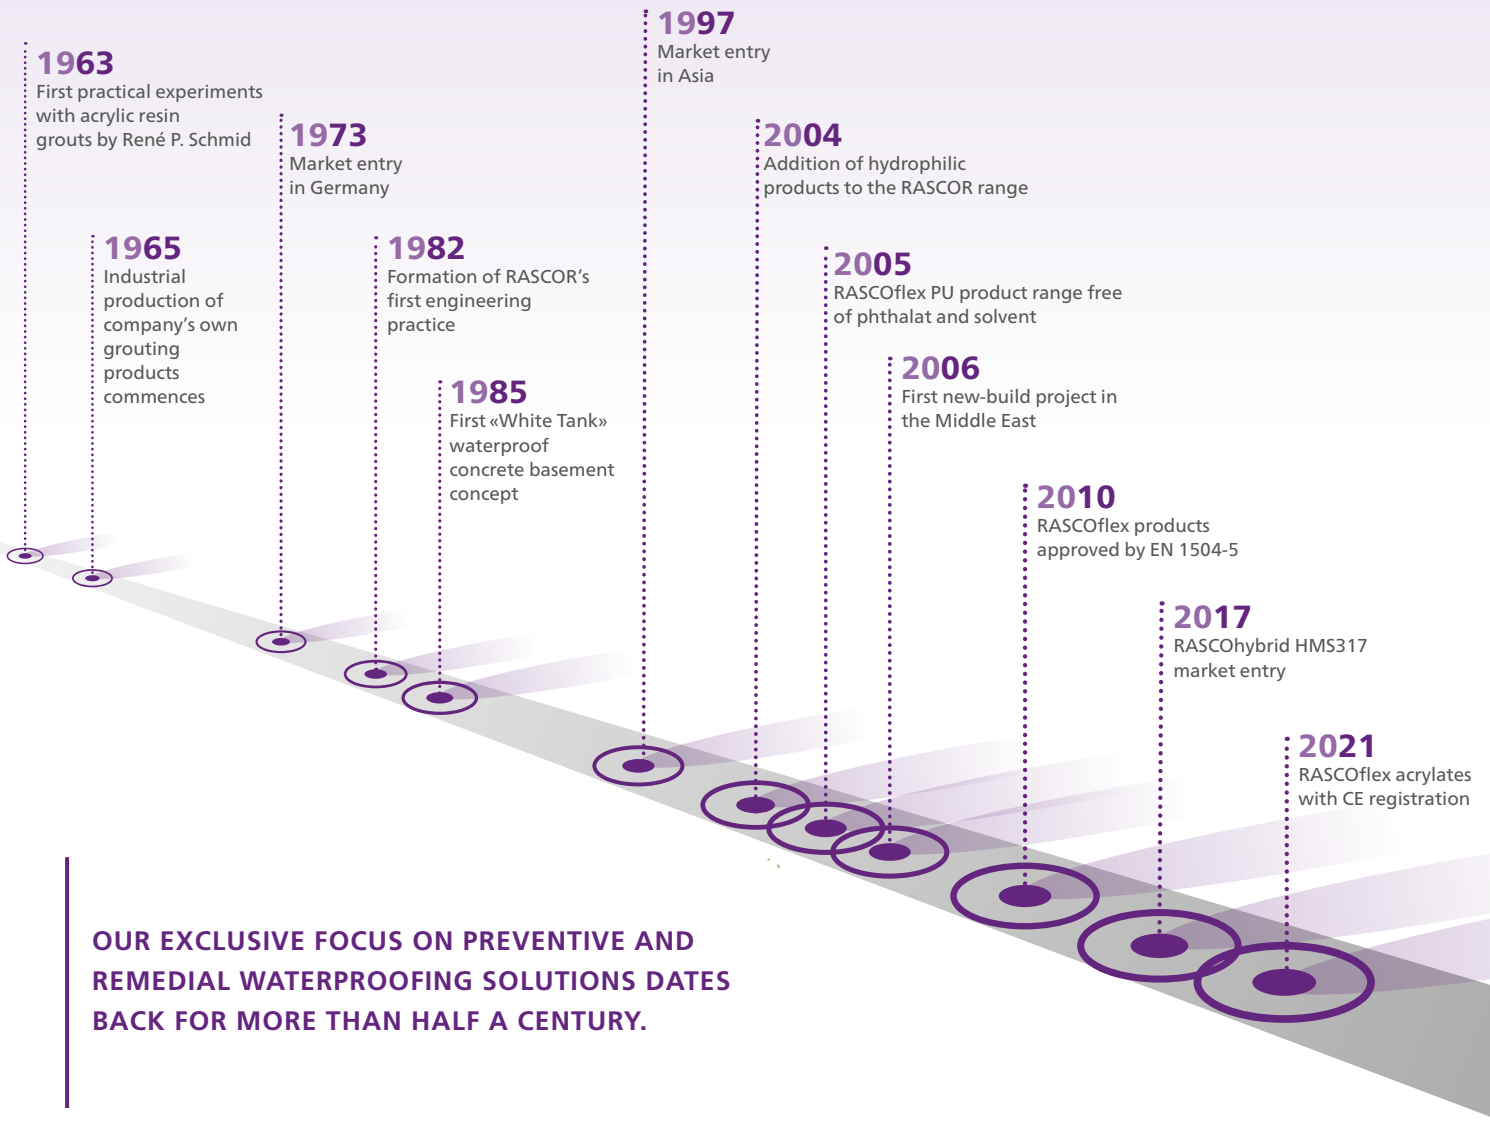 1963
First practical experiments
with acrylic resin
grouts by René P. Schmid
1965
Industrial
production of
company’s own
grouting
products
commences
1973
Market entry
in Germany
1982
Formation of RASCOR’s
first engineering
practice
1985
First «White Tank»
waterproof
concrete basement
concept
1997
Market entry
in Asia
2004
Addition of hydrophilic
products to the RASCOR range
2005
RASCOflex PU product range free
of phthalat and solvent
2006
First new-build project in
the Middle East
2010
RASCOflex products
approved by EN 1504-5
2017
RASCOhybrid HMS317
market entry
2021
RASCOflex acrylates
with CE registration
OUR EXCLUSIVE FOCUS ON PREVENTIVE AND
REMEDIAL WATERPROOFING SOLUTIONS DATES
BACK FOR MORE THAN HALF A CENTURY.